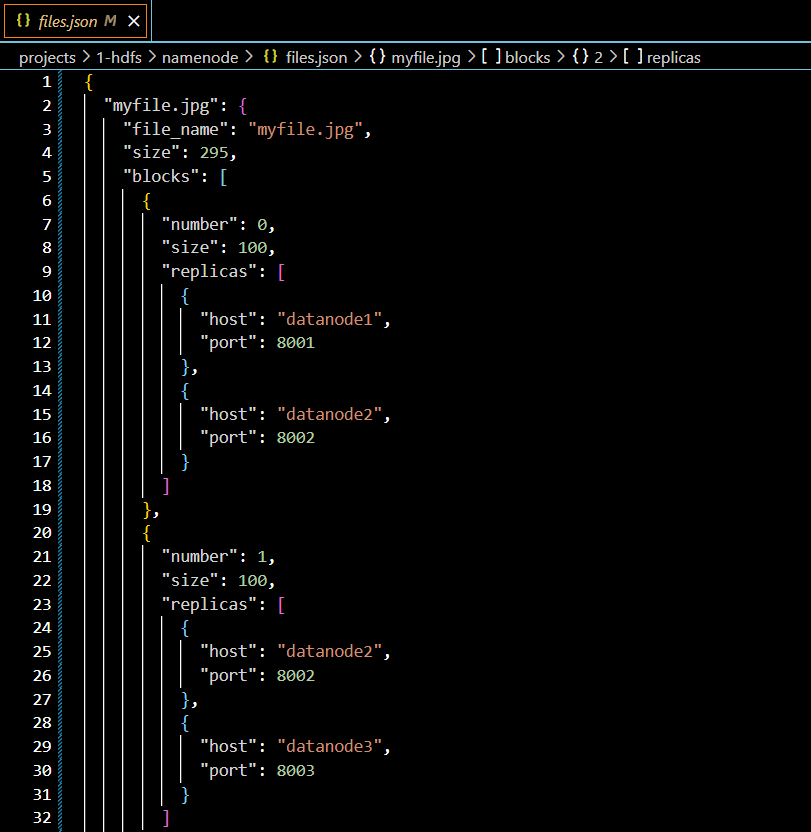 {} files.json M ×
projects > 1-hdfs > namenode > {} files.json > {} myfile.jpg > [ ] blocks > {} 2 > [ ] replicas
1 {
2 "myfile.jpg": {
3 "file_name": "myfile.jpg",
4 "size": 295,
5 "blocks": [
6 {
7 "number": 0,
8 "size": 100,
9 "replicas": [
10 {
11 "host": "datanode1",
12 "port": 8001
13 },
14 {
15 "host": "datanode2",
16 "port": 8002
17 }
18 ]
19 },
20 {
21 "number": 1,
22 "size": 100,
23 "replicas": [
24 {
25 "host": "datanode2",
26 "port": 8002
27 },
28 {
29 "host": "datanode3",
30 "port": 8003
31 }
32 ]